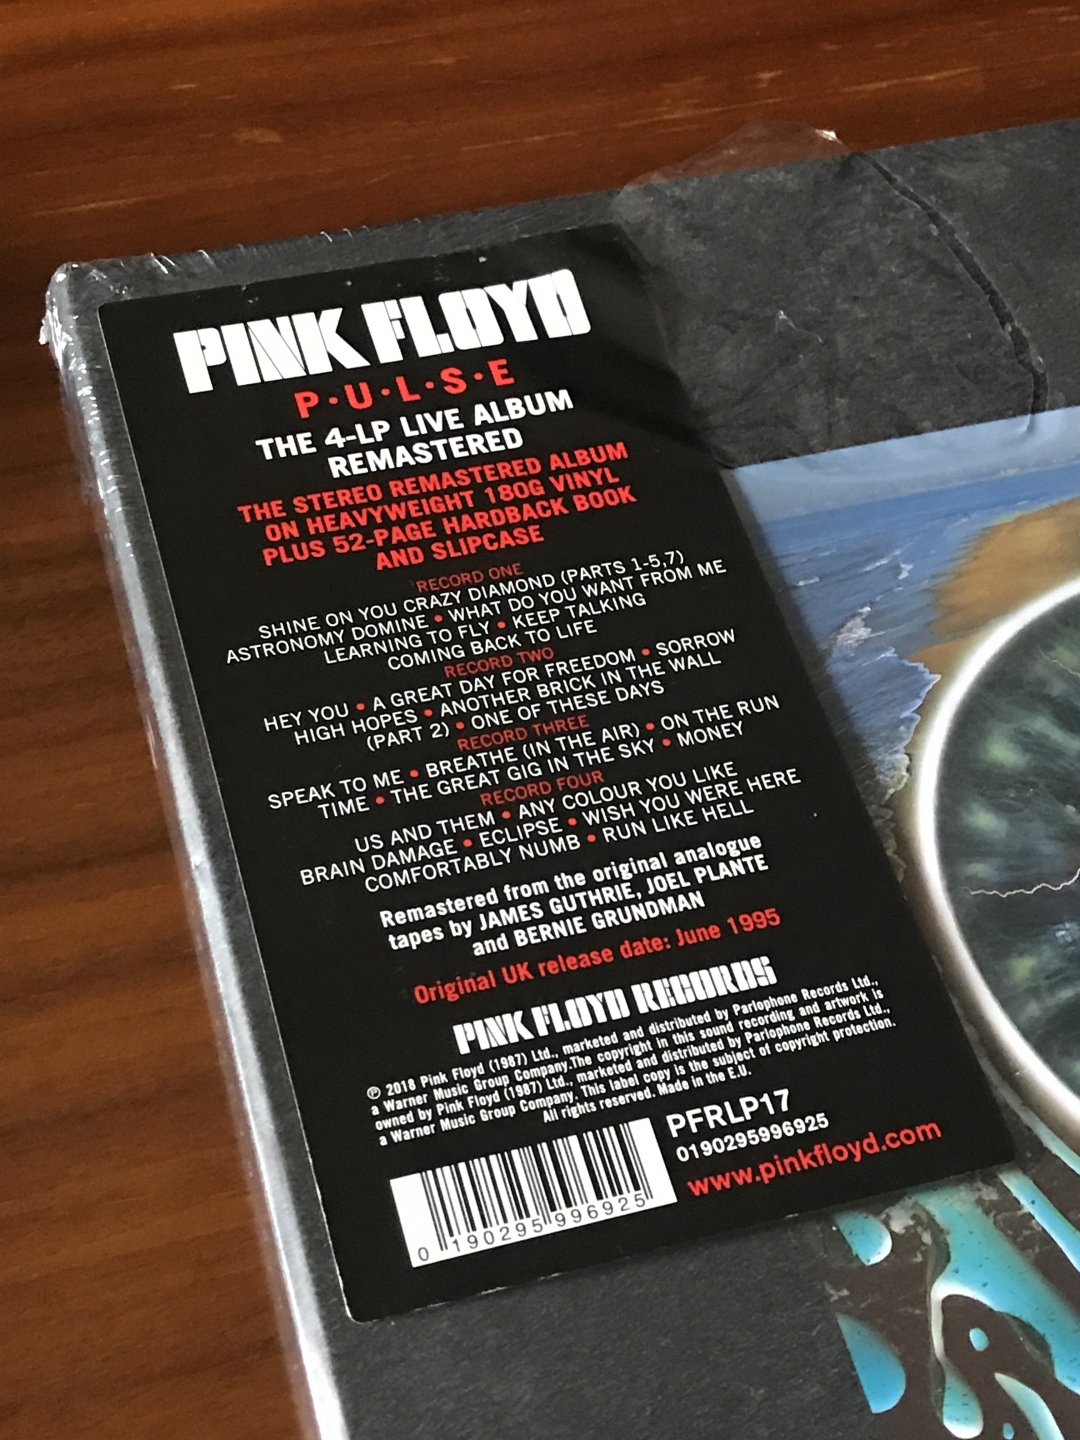 PINK FLOYD
P·U·L·S·E
THE 4-LP LIVE ALBUM
REMASTERED
THE STEREO REMASTERED ALBUM
ON HEAVYWEIGHT 180G VINYL
PLUS 52-PAGE HARDBACK BOOK
AND SLIPCASE
RECORD ONE
SHINE ON YOU CRAZY DIAMOND (PARTS 1-5,7)
ASTRONOMY DOMINE • WHAT DO YOU WANT FROM ME
LEARNING TO FLY • KEEP TALKING
COMING BACK TO LIFE
RECORD TWO
HEY YOU • A GREAT DAY FOR FREEDOM • SORROW
HIGH HOPES • ANOTHER BRICK IN THE WALL
(PART 2) • ONE OF THESE DAYS
RECORD THREE
SPEAK TO ME • BREATHE (IN THE AIR) • ON THE RUN
TIME • THE GREAT GIG IN THE SKY • MONEY
RECORD FOUR
US AND THEM • ANY COLOUR YOU LIKE
BRAIN DAMAGE • ECLIPSE • WISH YOU WERE HERE
COMFORTABLY NUMB • RUN LIKE HELL
Remastered from the original analogue
tapes by JAMES GUTHRIE, JOEL PLANTE
and BERNIE GRUNDMAN
Original UK release date: June 1995
PINK FLOYD RECORDS
℗ 2018 Pink Floyd (1987) Ltd., marketed and distributed by Parlophone Records Ltd.,
a Warner Music Group Company.The copyright in this sound recording and artwork is
owned by Pink Floyd (1987) Ltd., marketed and distributed by Parlophone Records Ltd.,
a Warner Music Group Company. This label copy is the subject of copyright protection.
All rights reserved. Made in the E.U.
PFRLP17
0190295996925
www.pinkfloyd.com
0 190295 996925